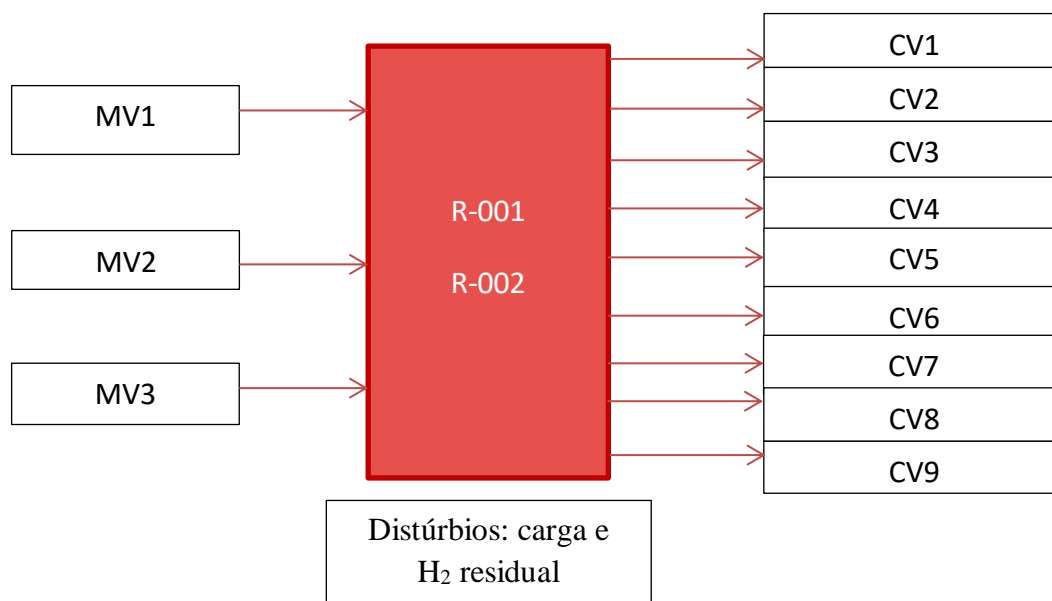 MV1
MV2
MV3
R-001
R-002
CV1
CV2
CV3
CV4
CV5
CV6
CV7
CV8
CV9
Distúrbios: carga e
H₂ residual